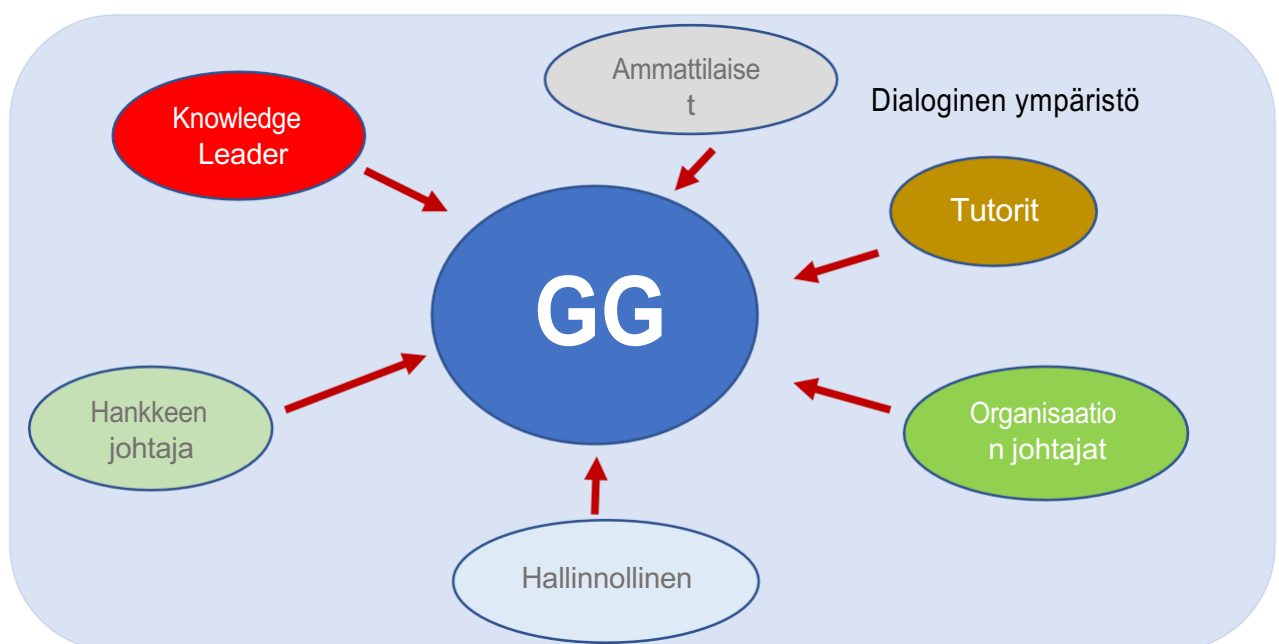 Ammattilaise
t
Knowledge
Leader
Dialoginen ympäristö
Tutorit
GG
Hankkeen
johtaja
Organisaatio
n johtajat
Hallinnollinen